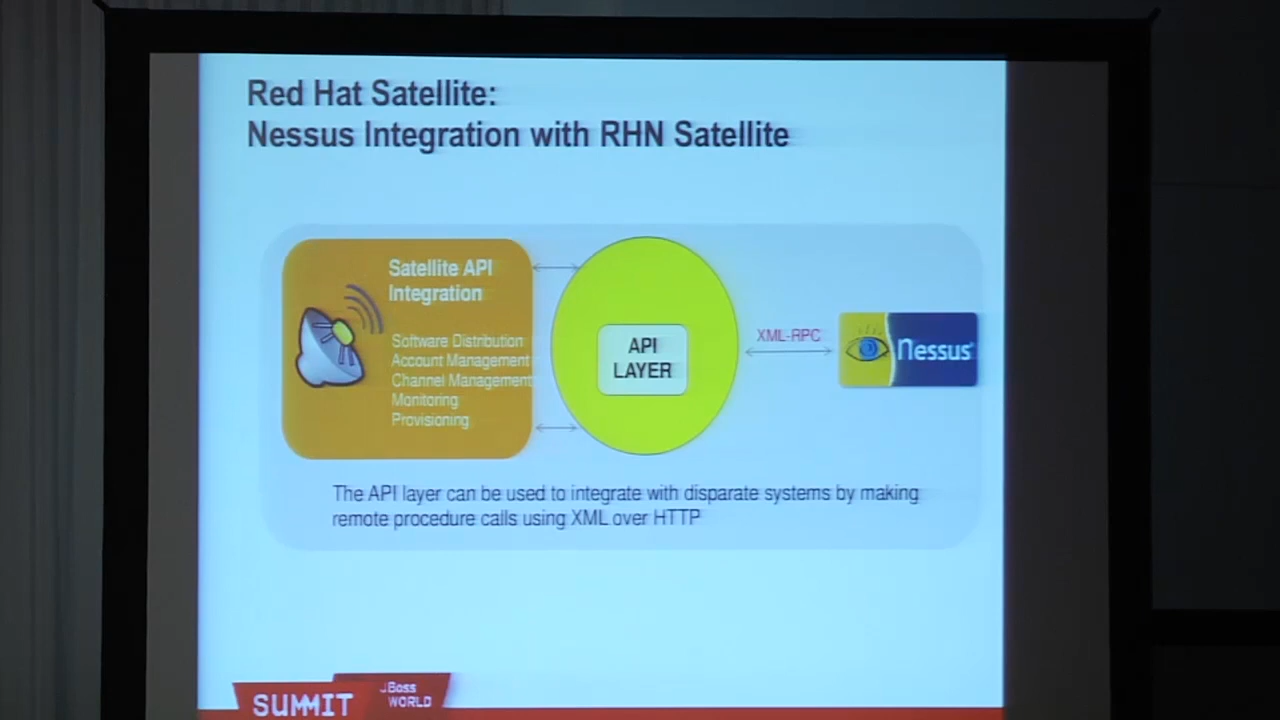 Red Hat Satellite:
Nessus Integration with RHN Satellite
Satellite API
Integration
Software Distribution
Account Management
Channel Management
Monitoring
Provisioning
API
LAYER
XML-RPC
Nessus
The API layer can be used to integrate with disparate systems by making
remote procedure calls using XML over HTTP
SUMMIT
JBoss
WORLD